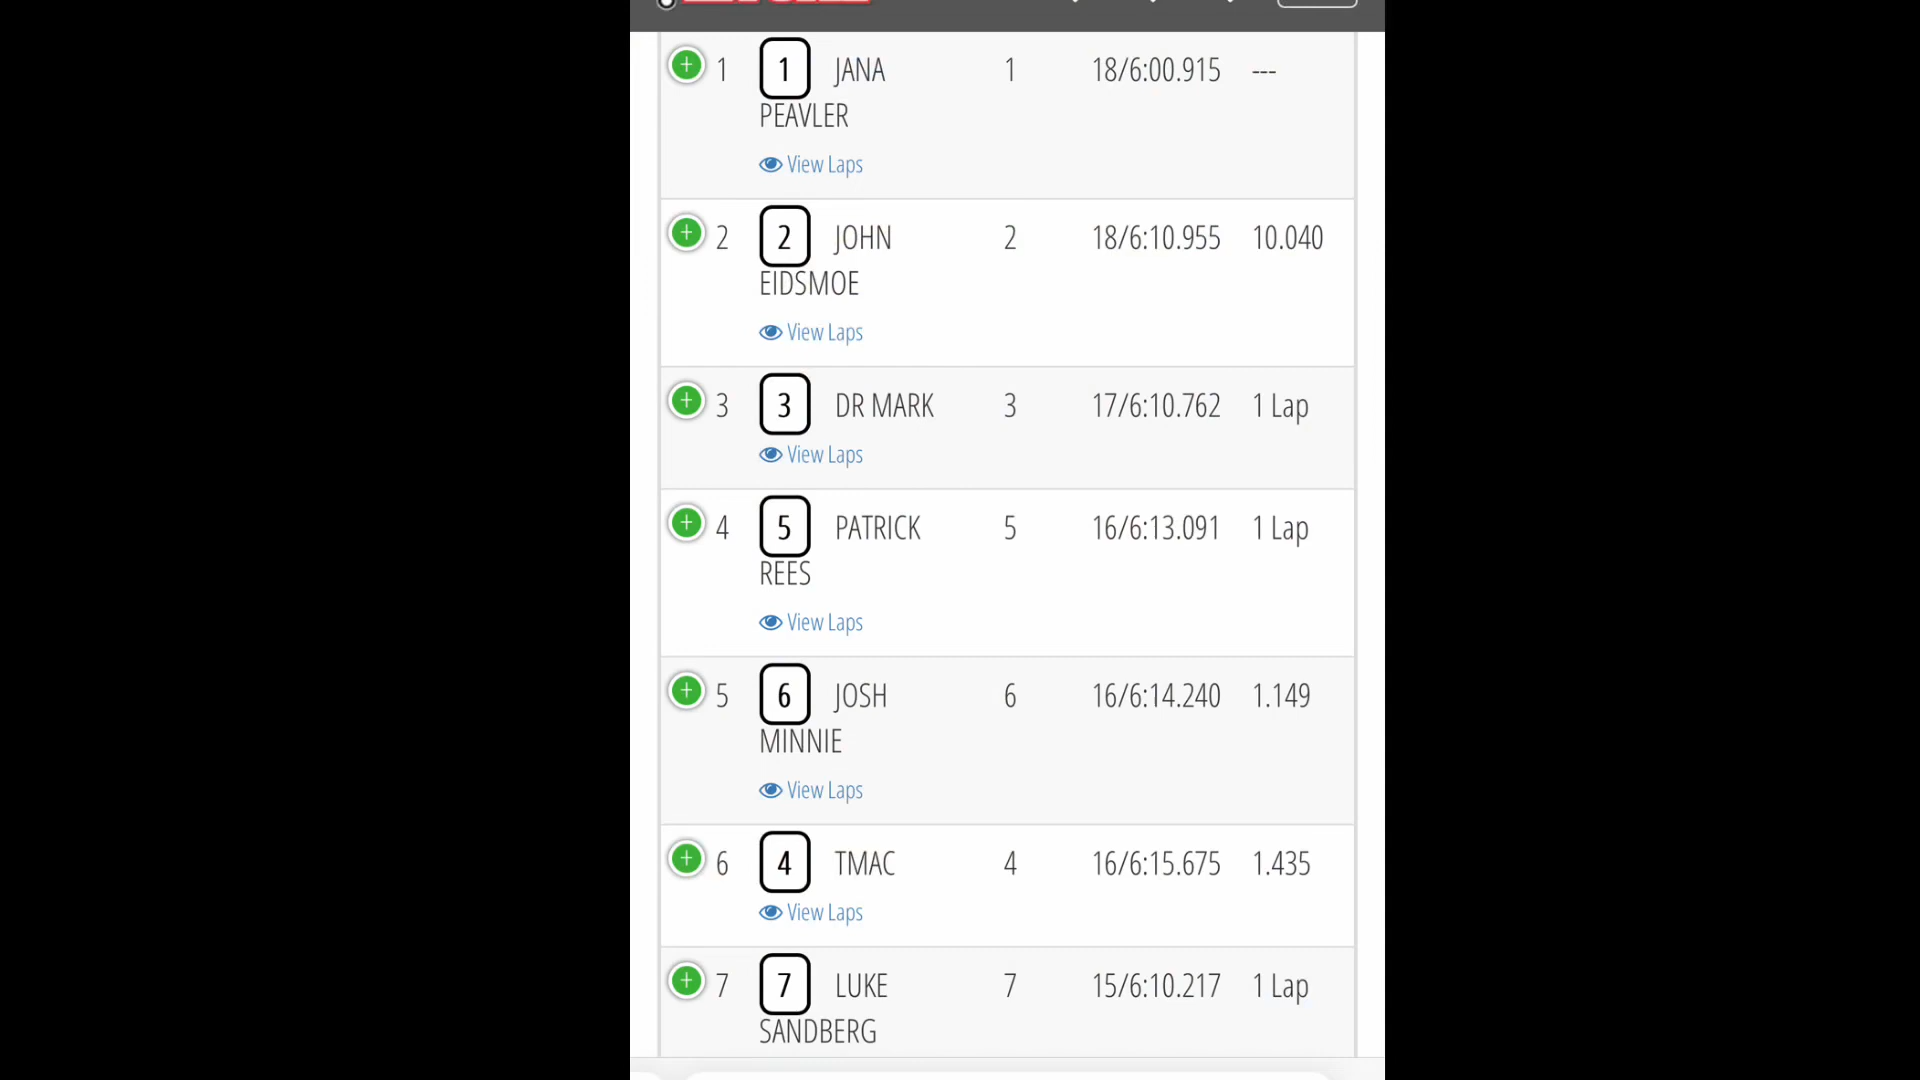 1 1 JANA 1 18/6:00.915 ---
PEAVLER
View Laps
2 2 JOHN 2 18/6:10.955 10.040
EIDSMOE
View Laps
3 3 DR MARK 3 17/6:10.762 1 Lap
View Laps
4 5 PATRICK 5 16/6:13.091 1 Lap
REES
View Laps
5 6 JOSH 6 16/6:14.240 1.149
MINNIE
View Laps
6 4 TMAC 4 16/6:15.675 1.435
View Laps
7 7 LUKE 7 15/6:10.217 1 Lap
SANDBERG